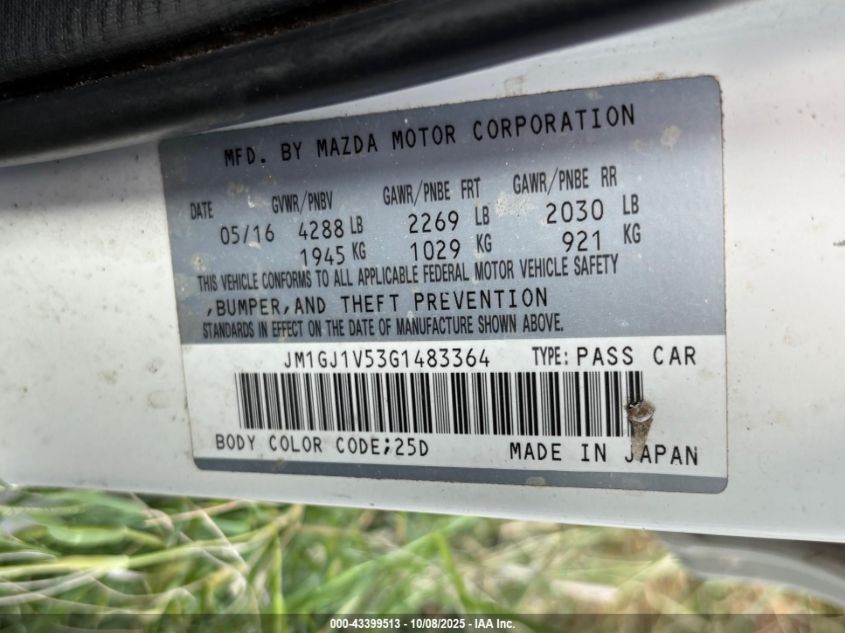 MFD. BY MAZDA MOTOR CORPORATION
DATE GVWR/PNBV GAWR/PNBE FRT GAWR/PNBE RR
05/16 4288 LB 2269 LB 2030 LB
1945 KG 1029 KG 921 KG
THIS VEHICLE CONFORMS TO ALL APPLICABLE FEDERAL MOTOR VEHICLE SAFETY
,BUMPER,AND THEFT PREVENTION
STANDARDS IN EFFECT ON THE DATE OF MANUFACTURE SHOWN ABOVE.
JM1GJ1V53G1483364 TYPE: PASS CAR
BODY COLOR CODE;25D MADE IN JAPAN
000-43399513 - 10/08/2025 - IAA Inc.